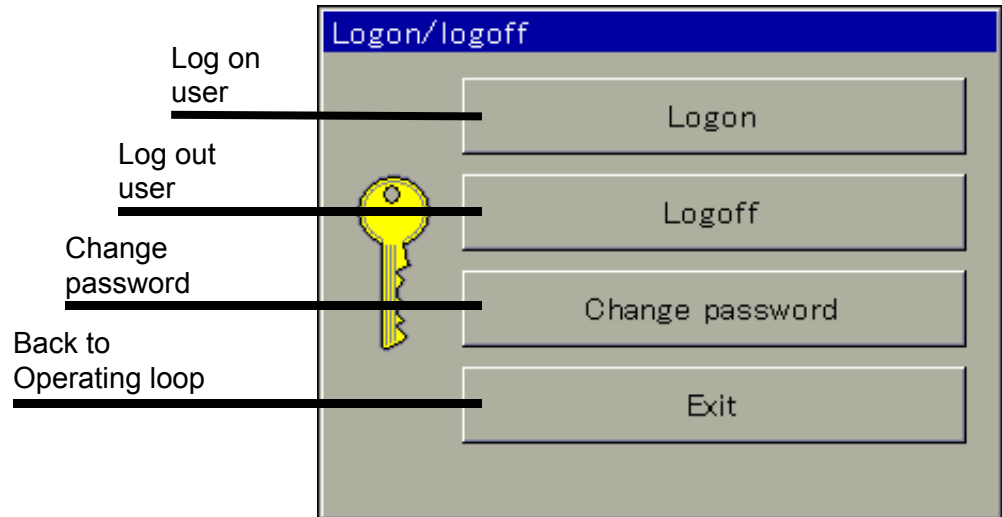 Logon/logoff
Log on
user
Logon
Log out
user
Logoff
Change
password
Change password
Back to
Operating loop
Exit